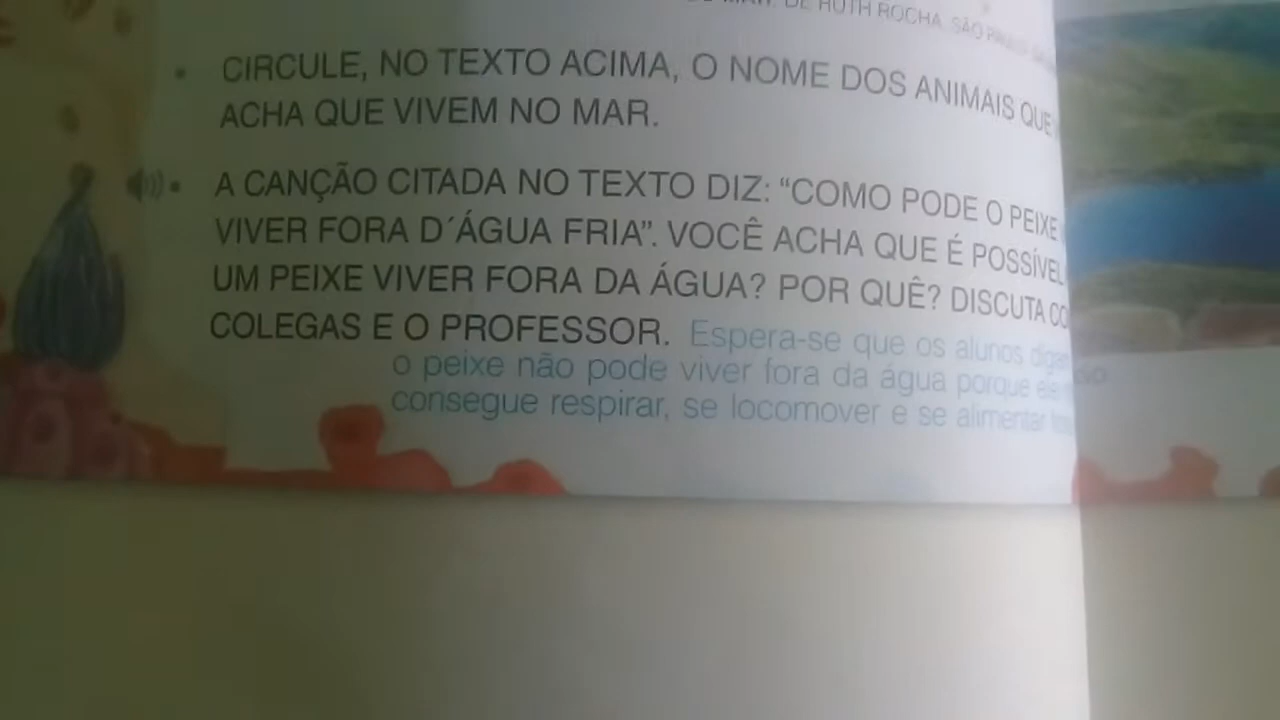 DE RUTH ROCHA. SÃO
CIRCULE, NO TEXTO ACIMA, O NOME DOS ANIMAIS QUE
ACHA QUE VIVEM NO MAR.
A CANÇÃO CITADA NO TEXTO DIZ: “COMO PODE O PEIXE
VIVER FORA D´ÁGUA FRIA”. VOCÊ ACHA QUE É POSSÍVEL
UM PEIXE VIVER FORA DA ÁGUA? POR QUÊ? DISCUTA
COLEGAS E O PROFESSOR. Espera-se que os alunos
o peixe não pode viver fora da água porque ele
consegue respirar, se locomover e se alimentar